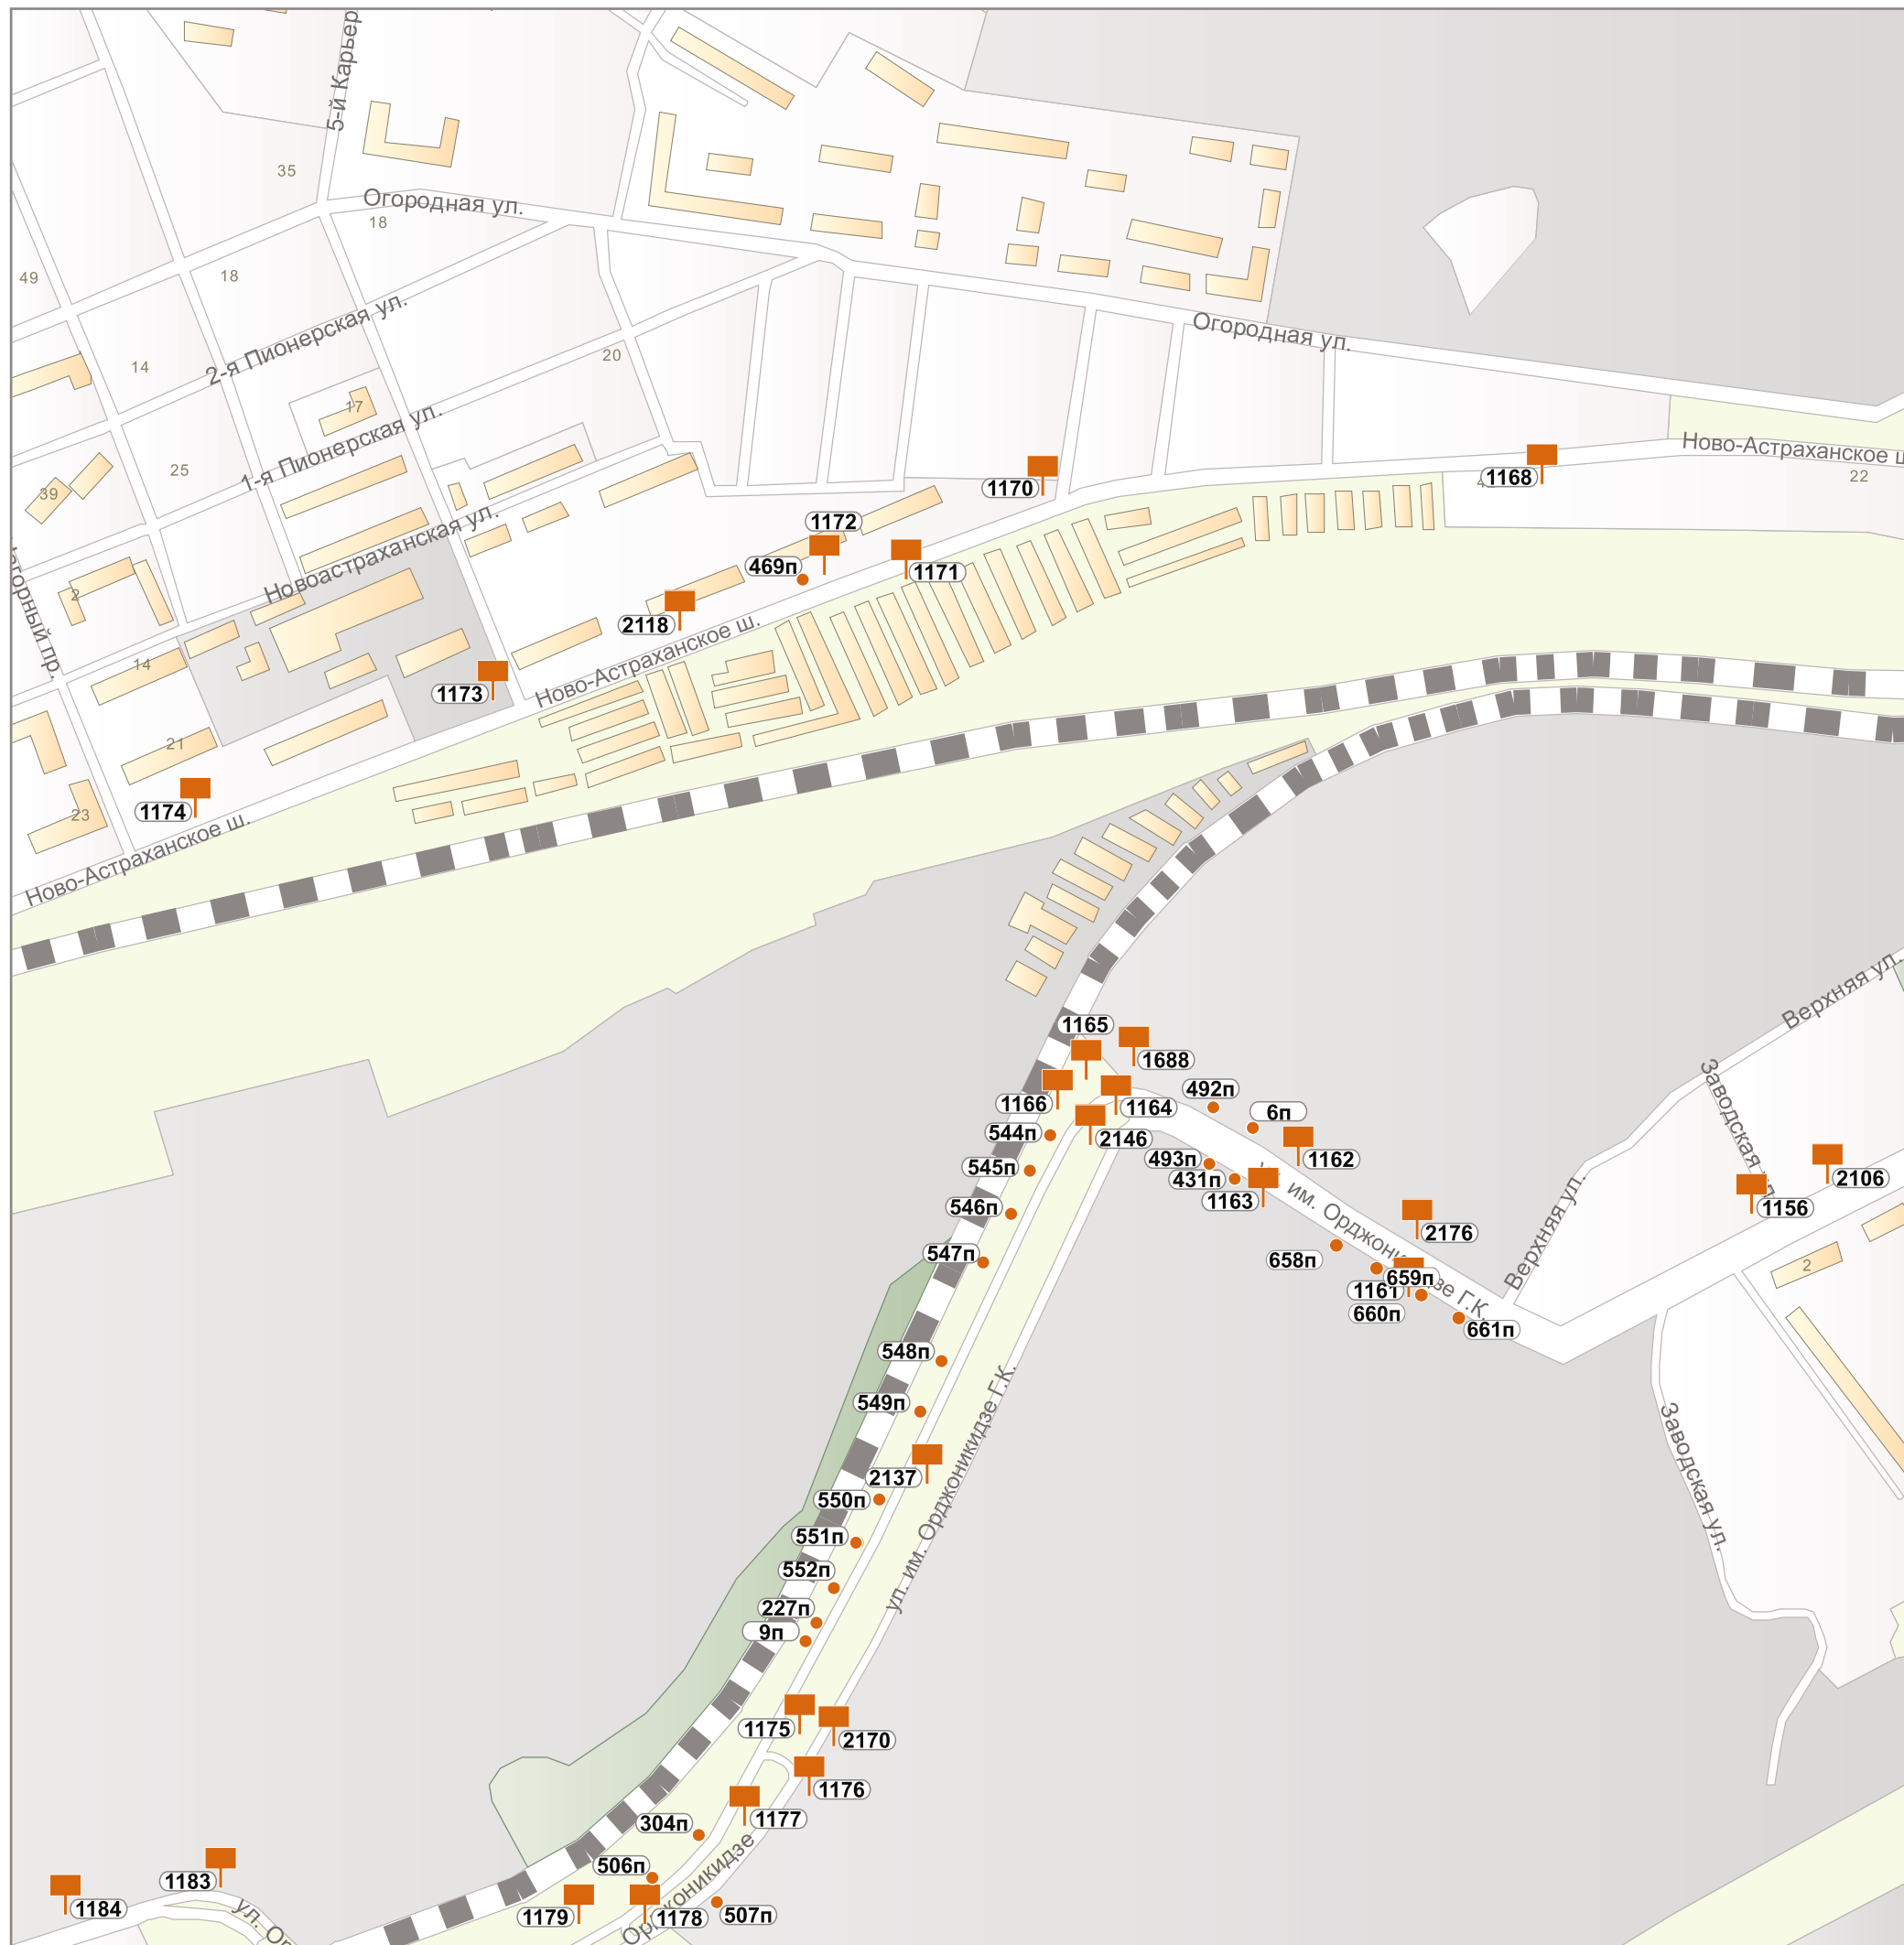 5-й Карьер
35
Огородная ул.
18
49
18
Огородная ул.
2-я Пионерская ул.
20
14
17
1-я Пионерская ул.
Ново-Астраханское ш
1168
22
25
1170
39
Новоастраханская ул.
1172
469п
1171
2
2118
Ново-Астраханское ш.
14
1173
21
1174
23
Ново-Астраханское ш.
Верхняя ул.
1165
1688
Заводская
492п
1166
1164
6п
544п
2146
1162
493п
545п
431п
2106
1163
1156
546п
им. Орджоникидзе Г.К.
2176
Верхняя ул.
547п
658п
2
659п
1161
660п
661п
548п
549п
ул. им. Орджоникидзе Г.К.
Заводская ул.
2137
550п
551п
552п
227п
9п
1175
2170
1176
1177
304п
Орджоникидзе
506п
1183
1184
ул.
1179
1178
507п